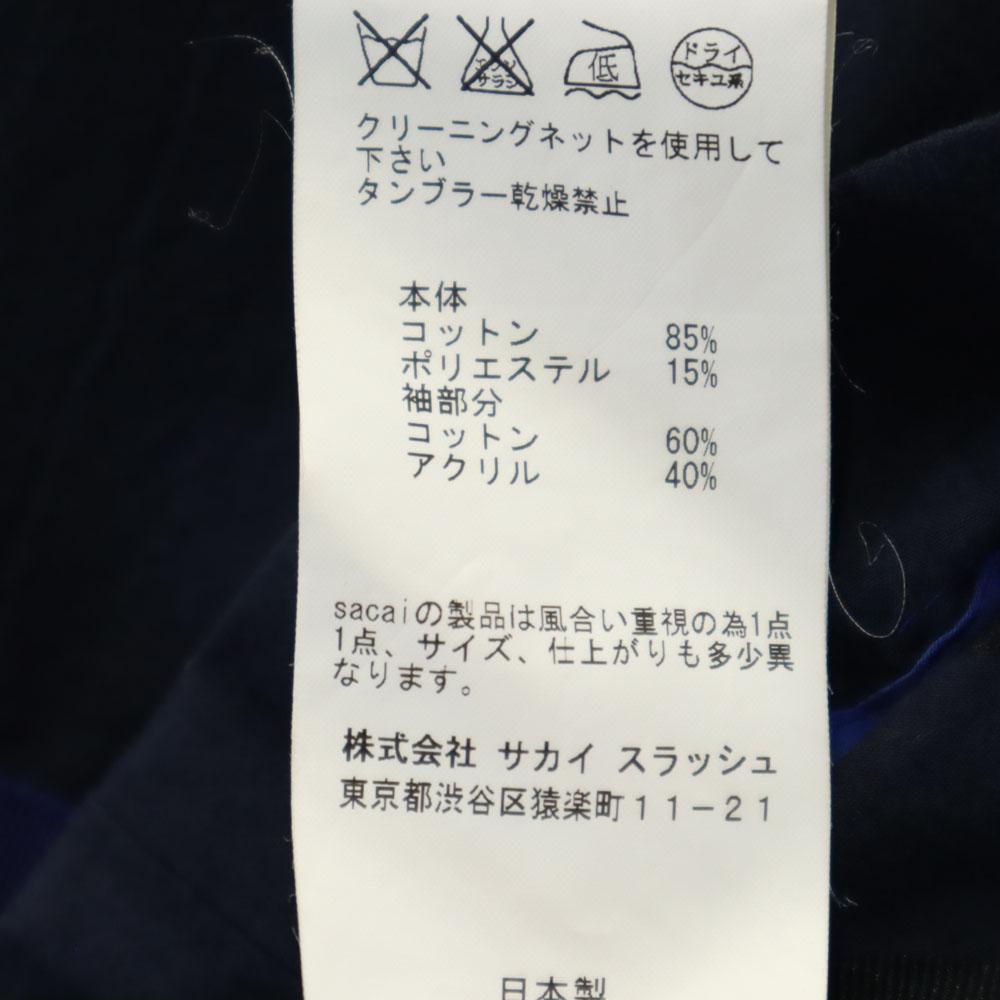 エンソ サラシ
低
ドライ
セキユ系
クリーニングネットを使用して
下さい
タンブラー乾燥禁止
本体
コットン 85%
ポリエステル 15%
袖部分
コットン 60%
アクリル 40%
sacaiの製品は風合い重視の為1点
1点、サイズ、仕上がりも多少異
なります。
株式会社 サカイ スラッシュ
東京都渋谷区猿楽町11-21
日本製